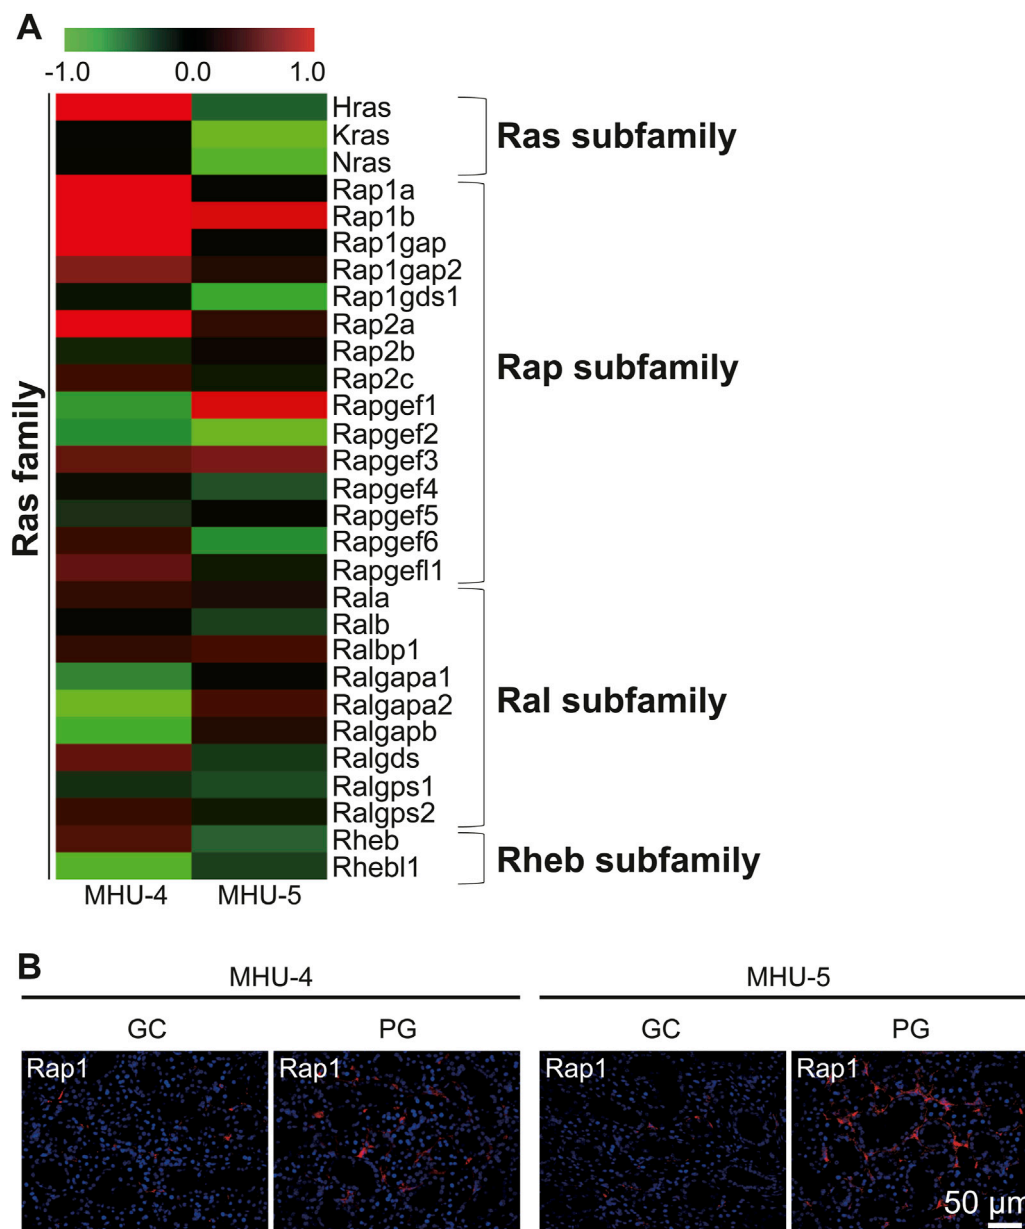 A
-1.0 0.0 1.0
Ras family
Hras
Kras
Nras
Rap1a
Rap1b
Rap1gap
Rap1gap2
Rap1gds1
Rap2a
Rap2b
Rap2c
Rapgef1
Rapgef2
Rapgef3
Rapgef4
Rapgef5
Rapgef6
Rapgefl1
Rala
Ralb
Ralbp1
Ralgapa1
Ralgapa2
Ralgapb
Ralgds
Ralgps1
Ralgps2
Rheb
Rhebl1
Ras subfamily
Rap subfamily
Ral subfamily
Rheb subfamily
MHU-4 MHU-5
B
MHU-4 MHU-5
GC PG GC PG
Rap1 Rap1 Rap1 Rap1
50 µm